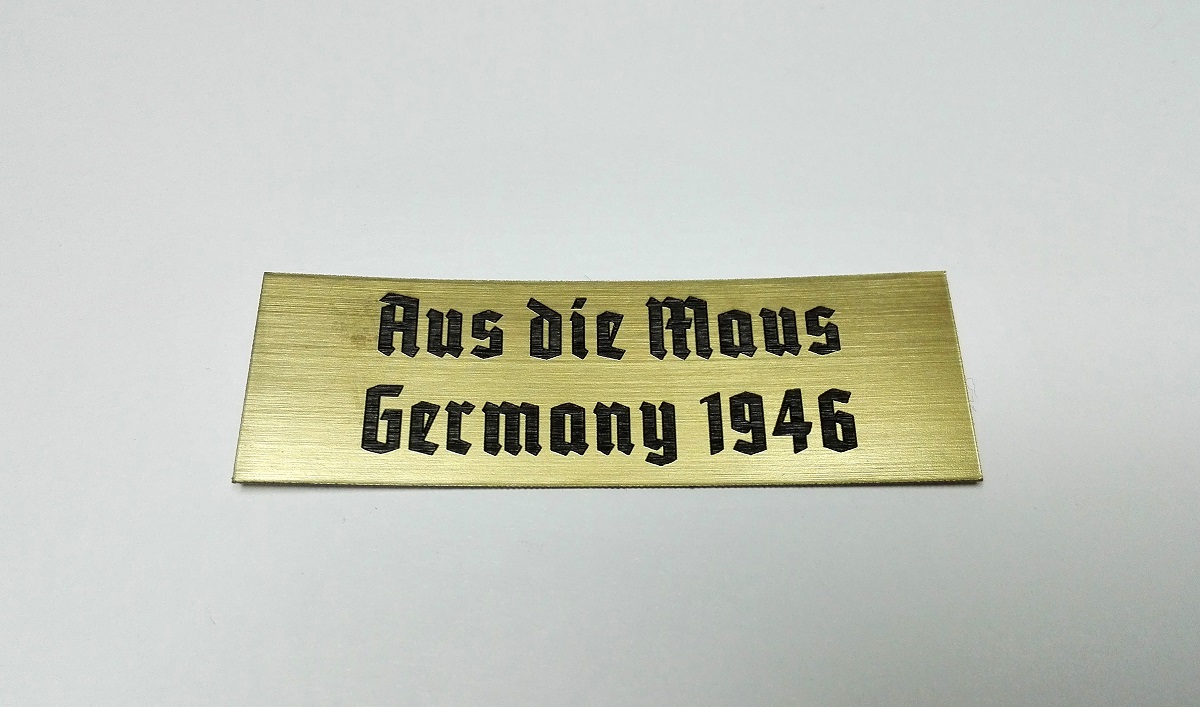 Aus die Maus
Germany 1946